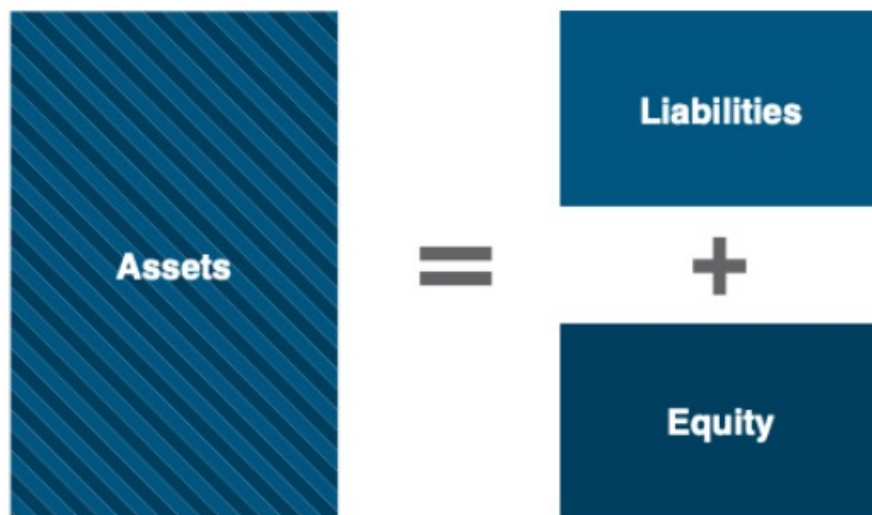 Assets
=
Liabilities
+
Equity